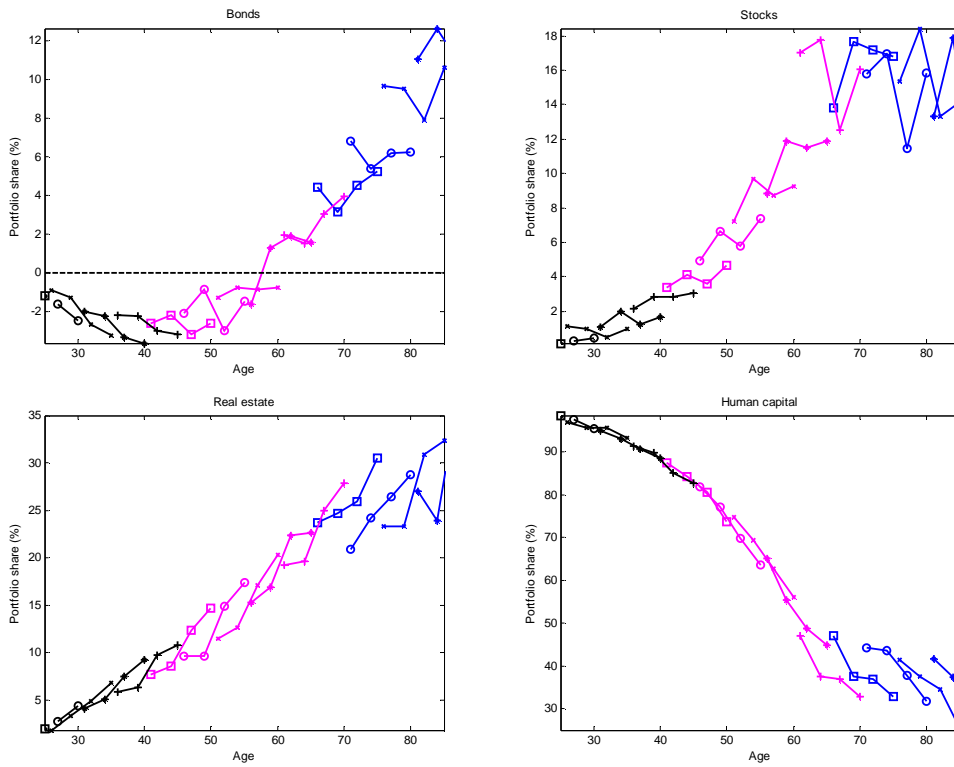 Bonds
Portfolio share (%)
12
10
8
6
4
2
0
-2
30 40 50 60 70 80
Age
Stocks
Portfolio share (%)
18
16
14
12
10
8
6
4
2
30 40 50 60 70 80
Age
Real estate
Portfolio share (%)
35
30
25
20
15
10
5
30 40 50 60 70 80
Age
Human capital
Portfolio share (%)
90
80
70
60
50
40
30
30 40 50 60 70 80
Age